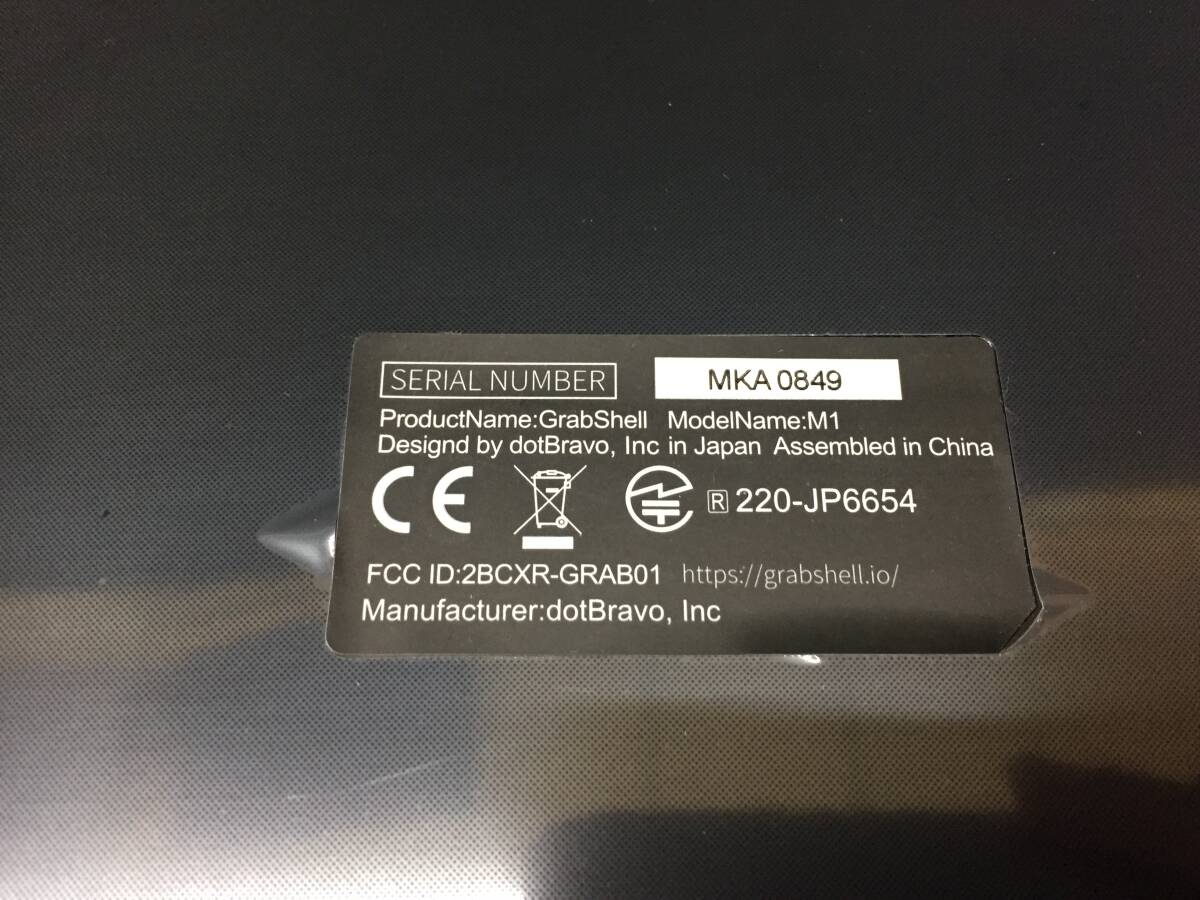 SERIAL NUMBER MKA 0849
ProductName:GrabShell ModelName:M1
Designd by dotBravo, Inc in Japan Assembled in China
CE R 220-JP6654
FCC ID:2BCXR-GRAB01 https://grabshell.io/
Manufacturer:dotBravo, Inc